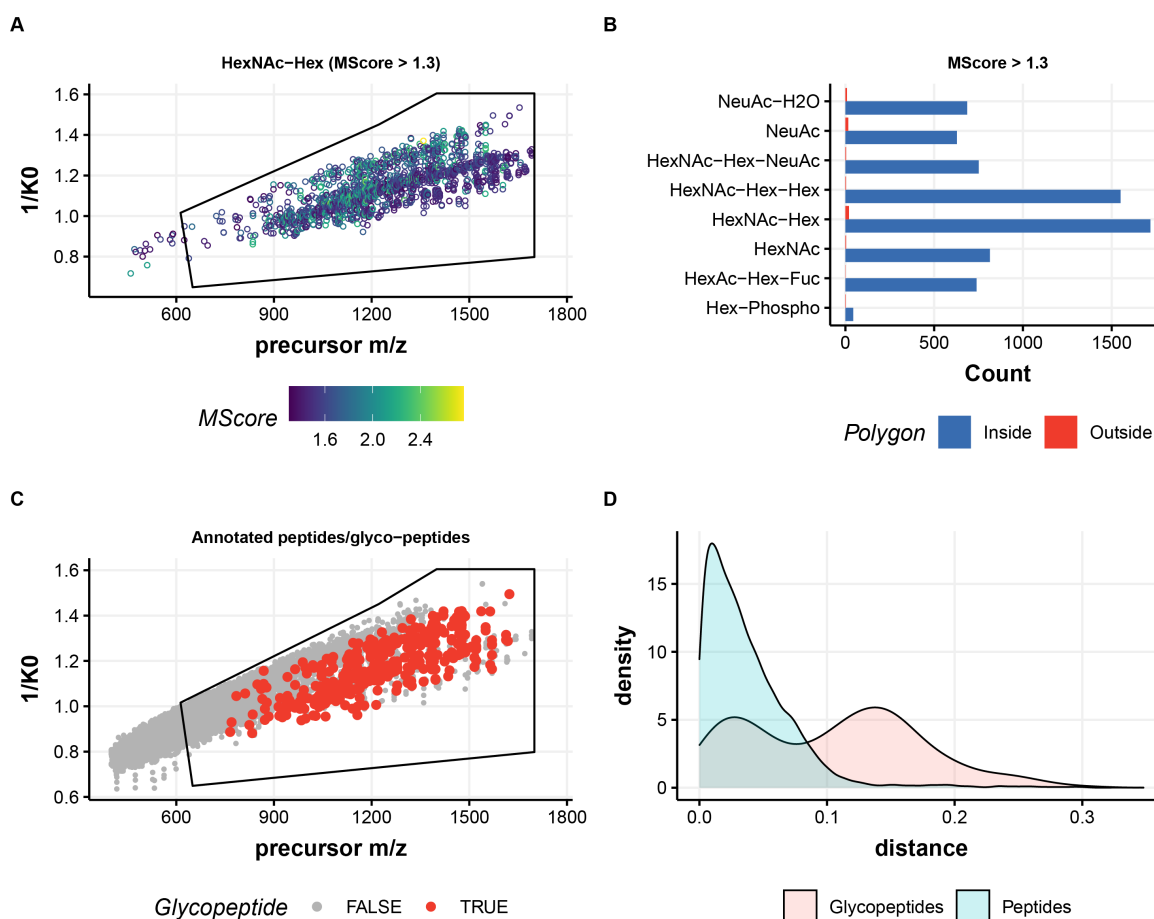 A
HexNAc−Hex (MScore > 1.3)
1/K0
1.6
1.4
1.2
1.0
0.8
600 900 1200 1500 1800
precursor m/z
MScore
1.6 2.0 2.4
B
MScore > 1.3
NeuAc−H2O
NeuAc
HexNAc−Hex−NeuAc
HexNAc−Hex−Hex
HexNAc−Hex
HexNAc
HexAc−Hex−Fuc
Hex−Phospho
0 500 1000 1500
Count
Polygon Inside Outside
C
Annotated peptides/glyco−peptides
1/K0
1.6
1.4
1.2
1.0
0.8
0.6
600 900 1200 1500 1800
precursor m/z
Glycopeptide FALSE TRUE
D
density
15
10
5
0
0.0 0.1 0.2 0.3
distance
Glycopeptides Peptides